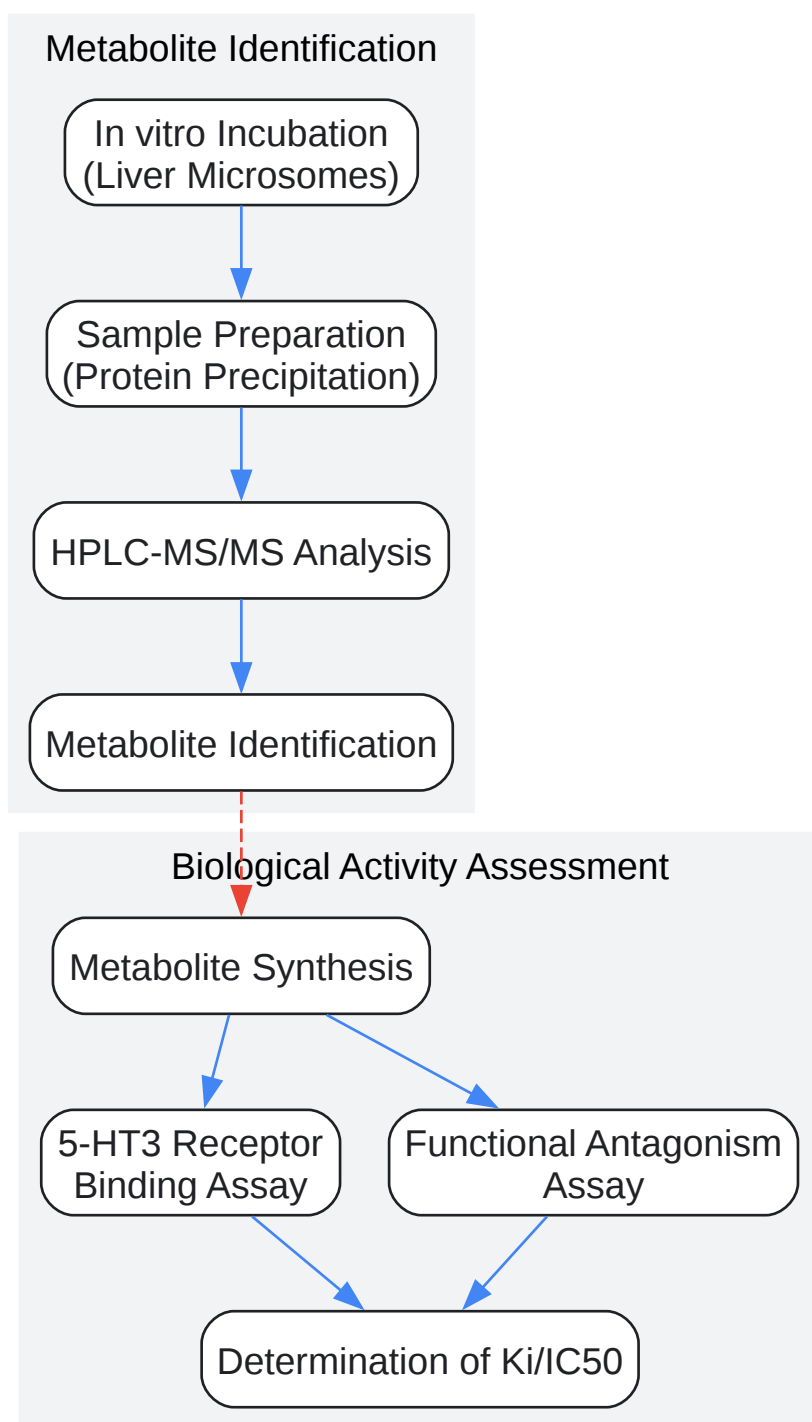 Metabolite Identification
In vitro Incubation
(Liver Microsomes)
Sample Preparation
(Protein Precipitation)
HPLC-MS/MS Analysis
Metabolite Identification
Biological Activity Assessment
Metabolite Synthesis
5-HT3 Receptor
Binding Assay
Functional Antagonism
Assay
Determination of Ki/IC50